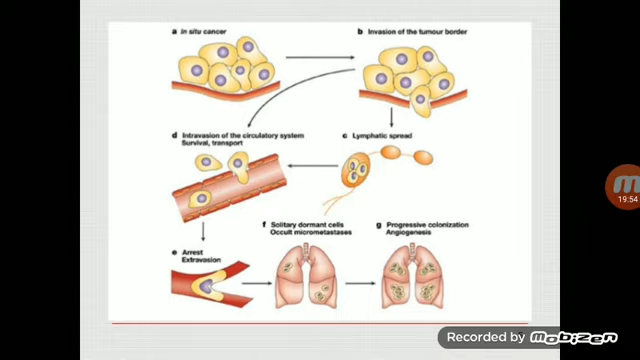 a In situ cancer
b Invasion of the tumour border
d Intravasion of the circulatory system
Survival, transport
c Lymphatic spread
f Solitary dormant cells
Occult micrometastases
g Progressive colonization
Angiogenesis
e Arrest
Extravasion
19:54
Recorded by mobizen